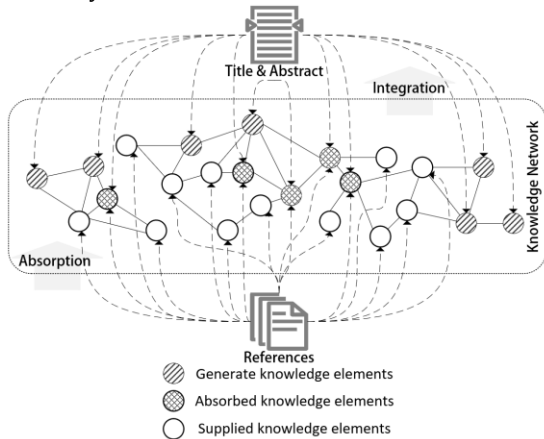 Title & Abstract
Integration
Knowledge Network
Absorption
References
Generate knowledge elements
Absorbed knowledge elements
Supplied knowledge elements